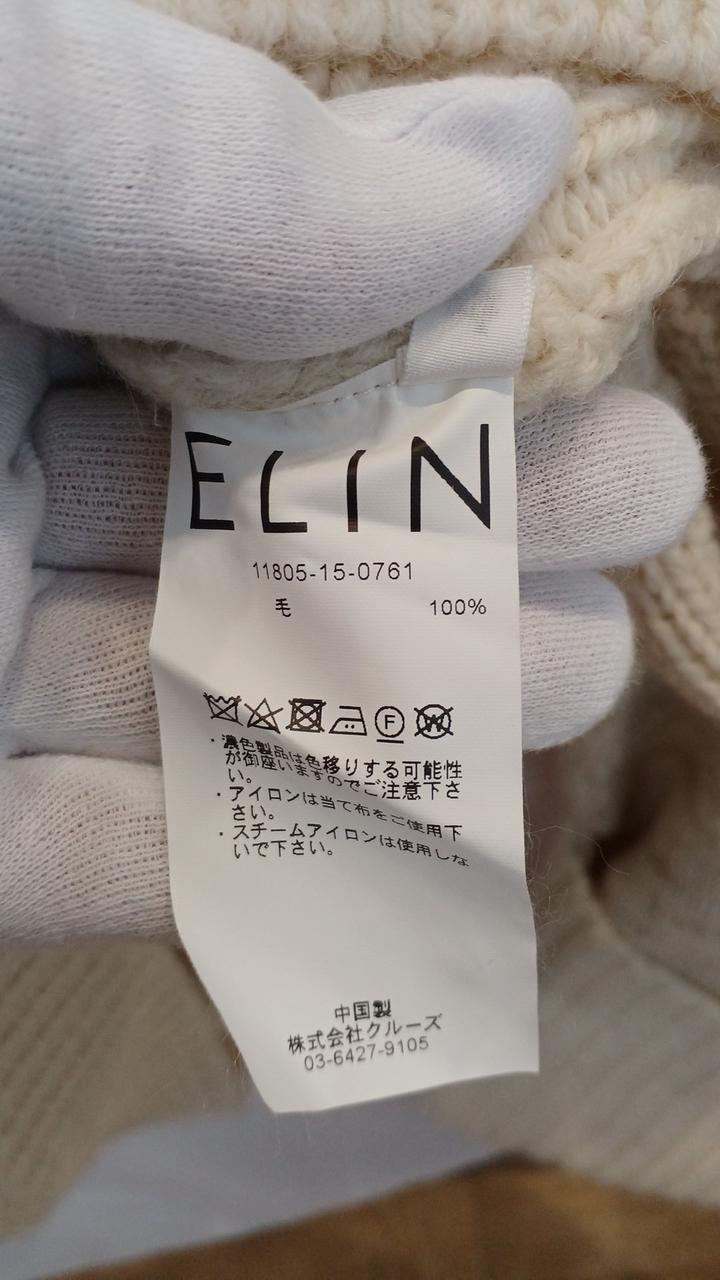 ELIN
11805-15-0761
毛 100%
F
W
・濃色製品は色移りする可能性
が御座いますのでご注意下さ
い。
・アイロンは当て布をご使用下
さい。
・スチームアイロンは使用しな
いで下さい。
中国製
株式会社クルーズ
03-6427-9105